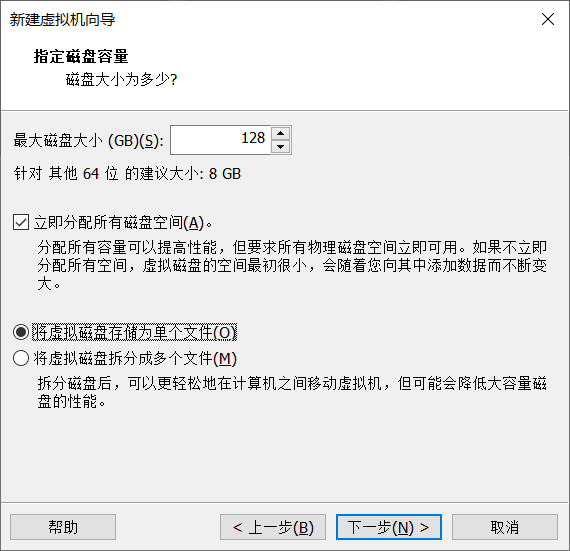 新建虚拟机向导
指定磁盘容量
磁盘大小为多少?
最大磁盘大小 (GB)(S): 128
针对 其他 64 位 的建议大小: 8 GB
立即分配所有磁盘空间(A)。
分配所有容量可以提高性能，但要求所有物理磁盘空间立即可用。如果不立即
分配所有空间，虚拟磁盘的空间最初很小，会随着您向其中添加数据而不断变
大。
将虚拟磁盘存储为单个文件(O)
将虚拟磁盘拆分成多个文件(M)
拆分磁盘后，可以更轻松地在计算机之间移动虚拟机，但可能会降低大容量磁
盘的性能。
帮助 < 上一步(B) 下一步(N) > 取消